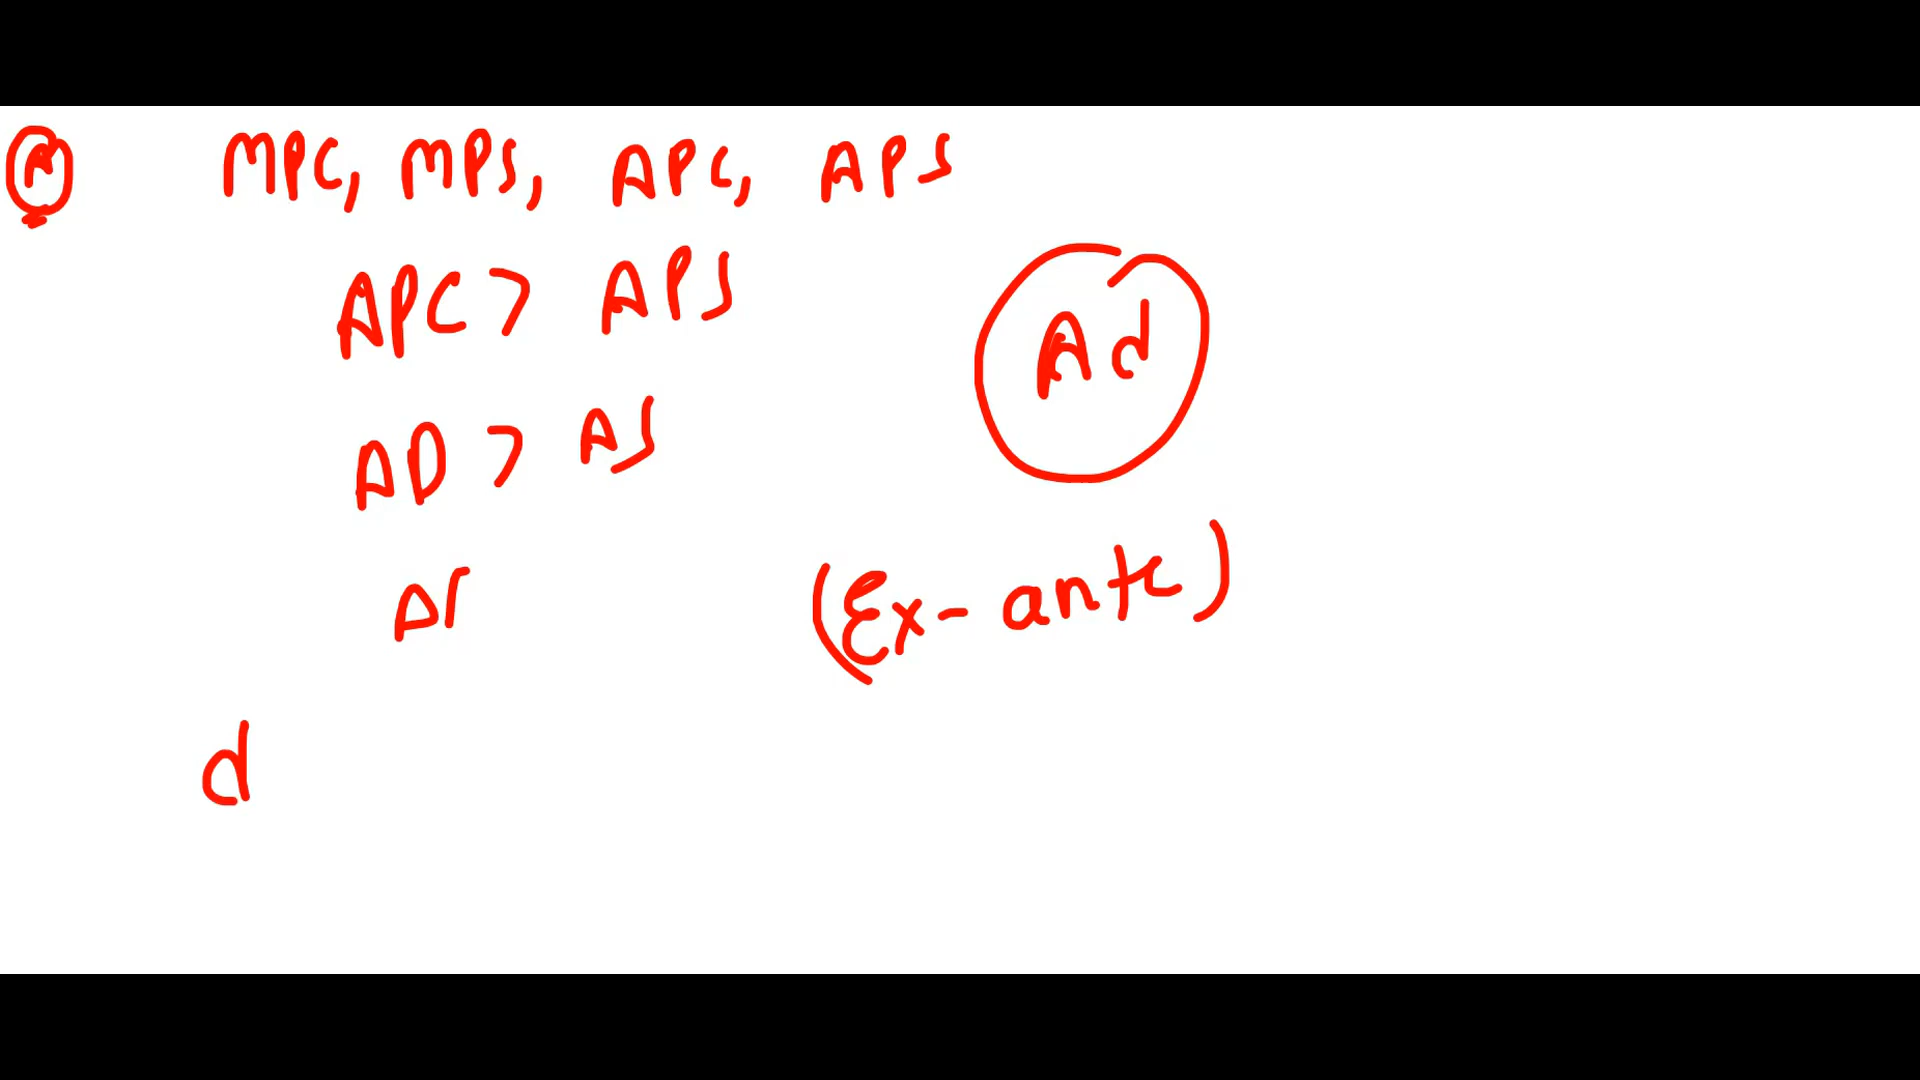 MPC, MPS, APC, APS
APC > APS
Ad
AD > AS
(Ex-ante)
d